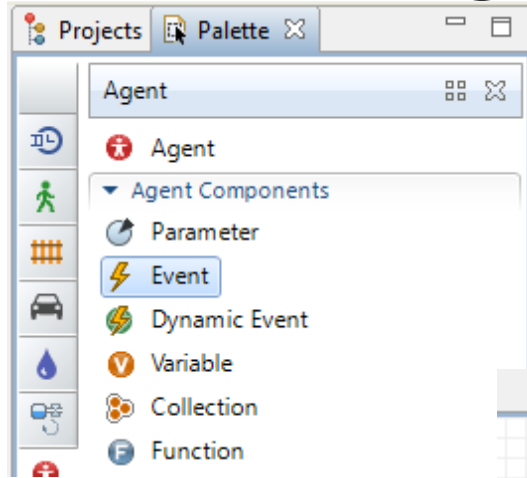 Projects Palette
Agent
Agent
Agent Components
Parameter
Event
Dynamic Event
Variable
Collection
Function